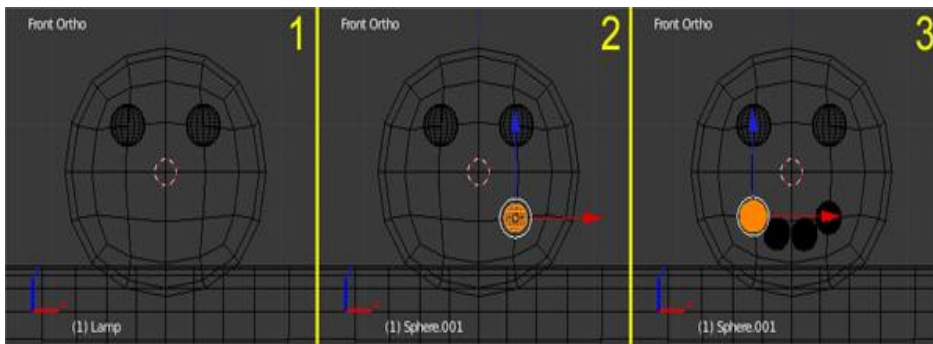 Front Ortho
1
(1) Lamp
Front Ortho
2
(1) Sphere.001
Front Ortho
3
(1) Sphere.001